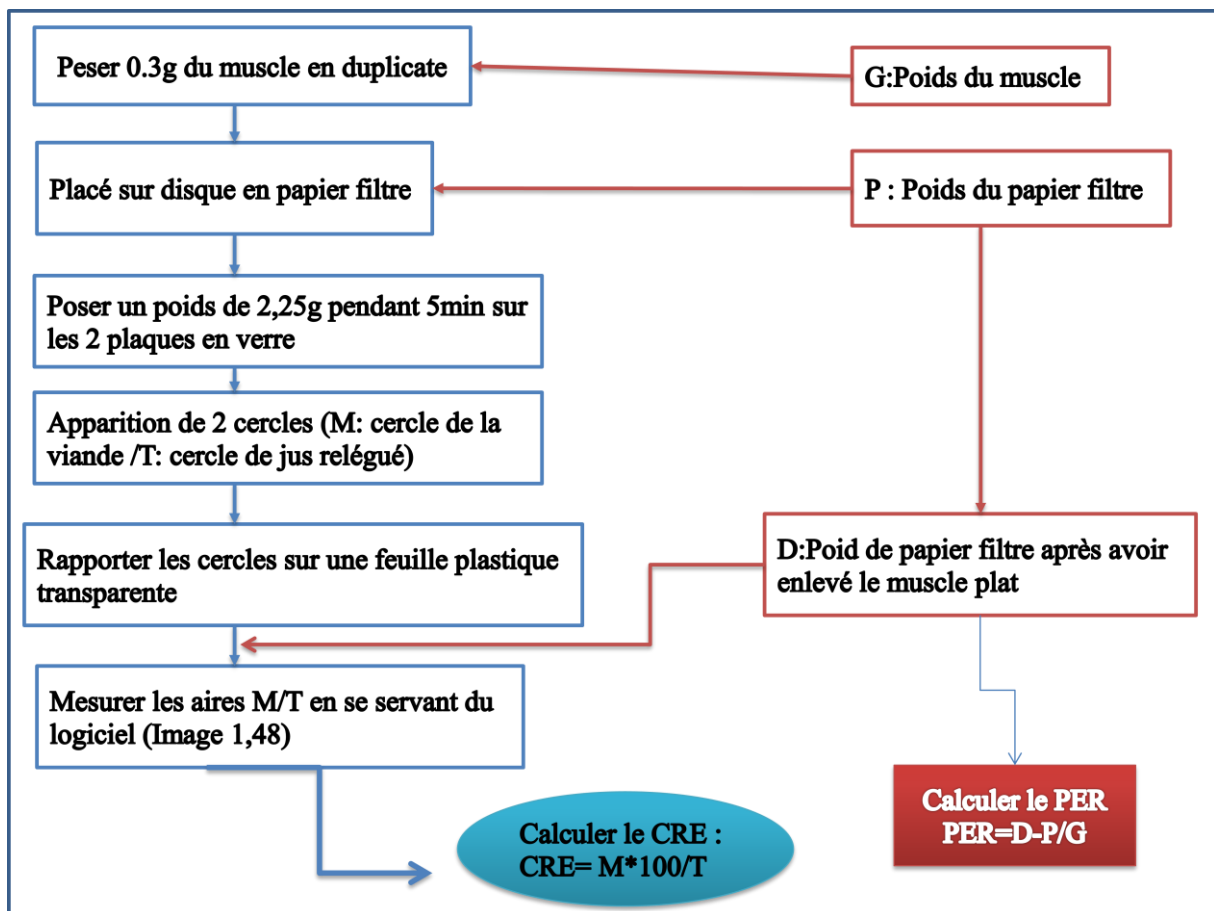 Peser 0.3g du muscle en duplicate
G:Poids du muscle
Placé sur disque en papier filtre
P : Poids du papier filtre
Poser un poids de 2,25g pendant 5min sur
les 2 plaques en verre
Apparition de 2 cercles (M: cercle de la
viande /T: cercle de jus relégué)
Rapporter les cercles sur une feuille plastique
transparente
D:Poid de papier filtre après avoir
enlevé le muscle plat
Mesurer les aires M/T en se servant du
logiciel (Image 1,48)
Calculer le PER
PER=D-P/G
Calculer le CRE :
CRE= M*100/T